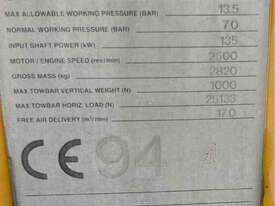 MAX ALLOWABLE WORKING PRESSURE (BAR) 13.5
NORMAL WORKING PRESSURE (BAR) 7.0
INPUT SHAFT POWER (kW) 135
MOTOR / ENGINE SPEED (rev/min) 2500
GROSS MASS (kg) 2820
MAX TOWBAR VERTICAL WEIGHT (N) 1000
MAX TOWBAR HORIZ. LOAD (N) 25133
FREE AIR DELIVERY (m³/min) 17.0
CE 94